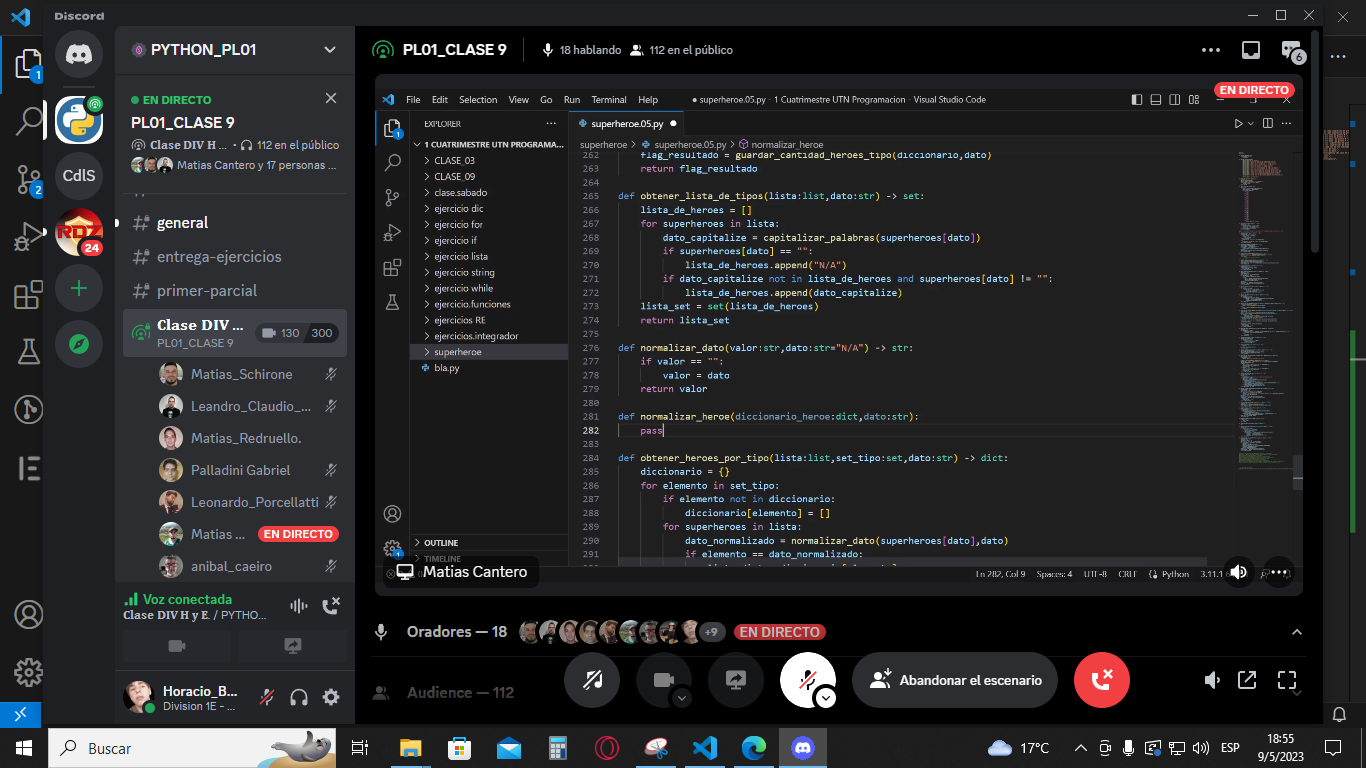 Discord
PYTHON_PL01
EN DIRECTO
PL01_CLASE 9
Clase DIV H ... · 112 en el público
Matias Cantero y 17 personas ...
general
entrega-ejercicios
primer-parcial
Clase DIV ...
130 300
PL01_CLASE 9
Matias_Schirone
Leandro_Claudio_...
Matias_Redruello.
Palladini Gabriel
Leonardo_Porcellatti
Matias ... EN DIRECTO
anibal_caeiro
Voz conectada
Clase DIV H y E. / PYTHO...
Horacio_B...
Division 1E - ...
CdIS
RDZ
24
1
2
PL01_CLASE 9
18 hablando 112 en el público
6
EN DIRECTO
File Edit Selection View Go Run Terminal Help
● superheroe.05.py - 1 Cuatrimestre UTN Programacion - Visual Studio Code
EXPLORER
1 CUATRIMESTRE UTN PROGRAMA...
CLASE_03
CLASE_09
clase.sabado
ejercicio dic
ejercicio for
ejercicio if
ejercicio lista
ejercicio string
ejercicio while
ejercicio.funciones
ejercicios RE
ejercicios.integrador
superheroe
bla.py
OUTLINE
TIMELINE
superheroe.05.py
superheroe > superheroe.05.py > normalizar_heroe
262 flag_resultado = guardar_cantidad_heroes_tipo(diccionario,dato)
263 return flag_resultado
264
265 def obtener_lista_de_tipos(lista:list,dato:str) -> set:
266 lista_de_heroes = []
267 for superheroes in lista:
268 dato_capitalize = capitalizar_palabras(superheroes[dato])
269 if superheroes[dato] == "":
270 lista_de_heroes.append("N/A")
271 if dato_capitalize not in lista_de_heroes and superheroes[dato] != "":
272 lista_de_heroes.append(dato_capitalize)
273 lista_set = set(lista_de_heroes)
274 return lista_set
275
276 def normalizar_dato(valor:str,dato:str="N/A") -> str:
277 if valor == "":
278 valor = dato
279 return valor
280
281 def normalizar_heroe(diccionario_heroe:dict,dato:str):
282 pass
283
284 def obtener_heroes_por_tipo(lista:list,set_tipo:set,dato:str) -> dict:
285 diccionario = {}
286 for elemento in set_tipo:
287 if elemento not in diccionario:
288 diccionario[elemento] = []
289 for superheroes in lista:
290 dato_normalizado = normalizar_dato(superheroes[dato],dato)
291 if elemento == dato_normalizado:
Matias Cantero
Ln 282, Col 9 Spaces: 4 UTF-8 CRLF Python 3.11.1
Oradores — 18 +9 EN DIRECTO
Audience — 112
Abandonar el escenario
Buscar
17°C
ESP
18:55
9/5/2023